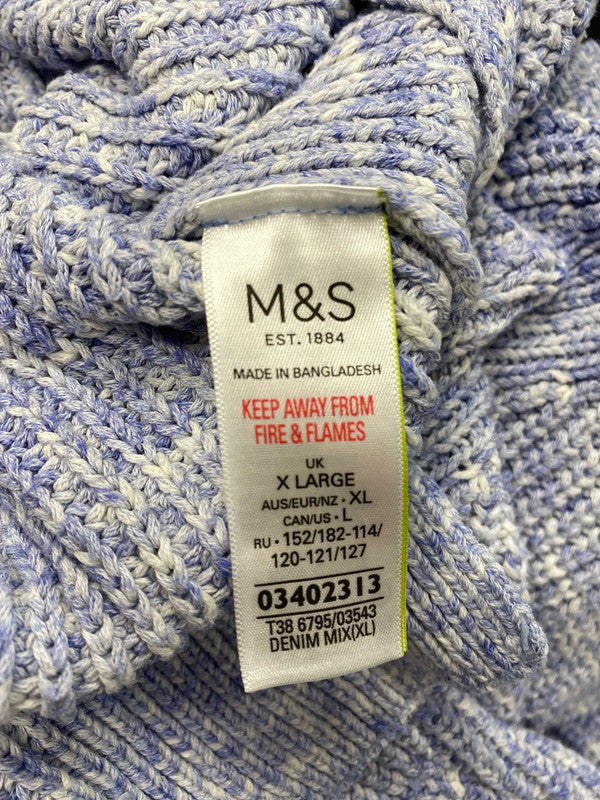 M&S
EST. 1884
MADE IN BANGLADESH
KEEP AWAY FROM
FIRE & FLAMES
UK
X LARGE
AUS/EUR/NZ • XL
CAN/US • L
RU • 152/182-114/
120-121/127
03402313
T38 6795/03543
DENIM MIX(XL)